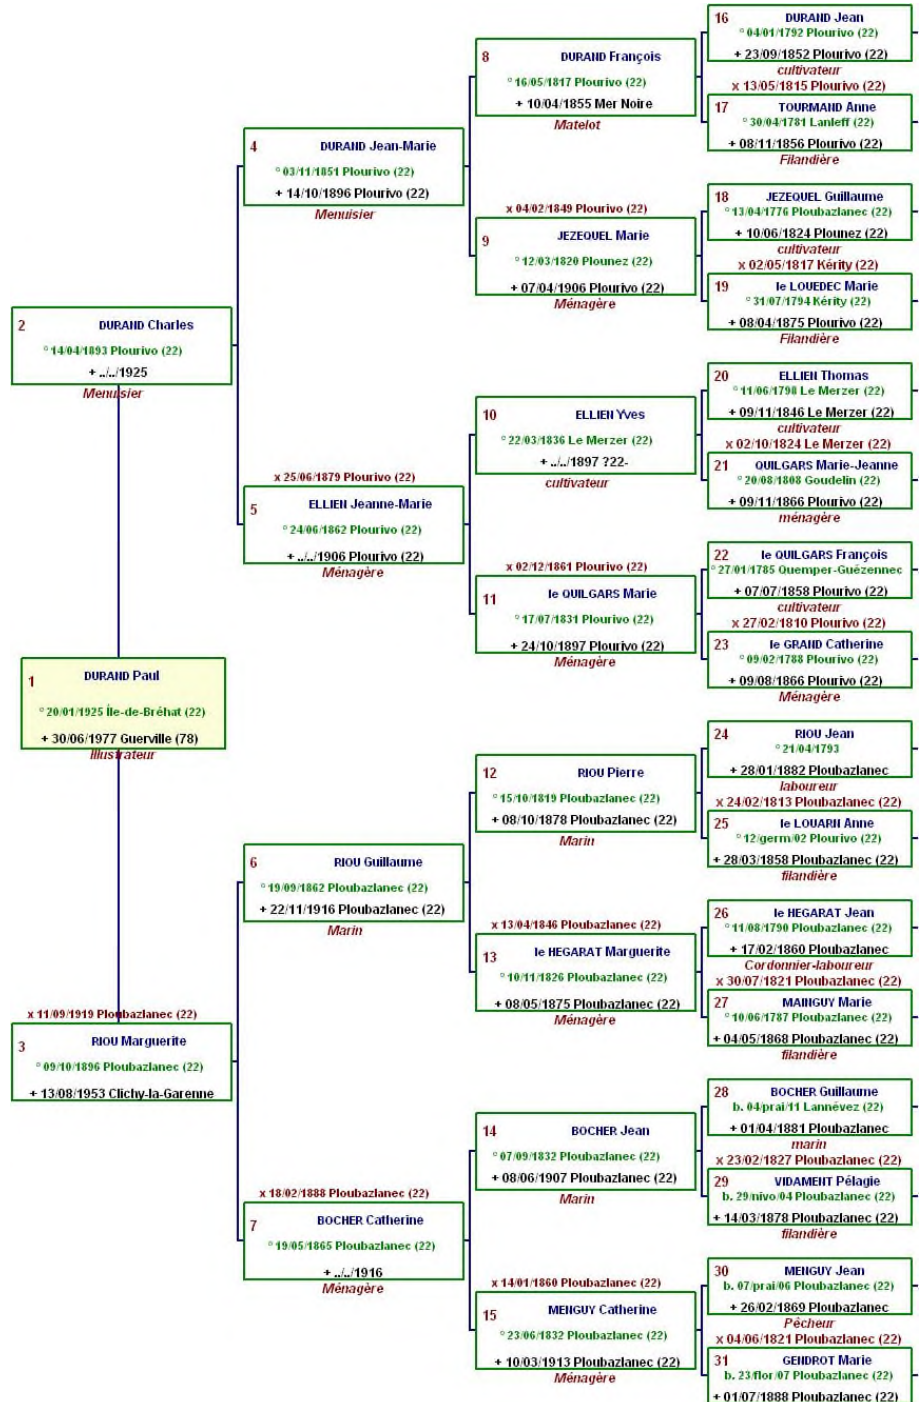 16
DURAND Jean
° 04/01/1792 Plourivo (22)
+ 23/09/1852 Plourivo (22)
cultivateur
x 13/05/1815 Plourivo (22)
17
TOURMAND Anne
° 30/04/1781 Lanleff (22)
+ 08/11/1856 Plourivo (22)
Filandière
8
DURAND François
° 16/05/1817 Plourivo (22)
+ 10/04/1855 Mer Noire
Matelot
4
DURAND Jean-Marie
° 03/11/1851 Plourivo (22)
+ 14/10/1896 Plourivo (22)
Menuisier
x 04/02/1849 Plourivo (22)
9
JEZEQUEL Marie
° 12/03/1820 Plounez (22)
+ 07/04/1906 Plourivo (22)
Ménagère
18
JEZEQUEL Guillaume
° 13/04/1776 Ploubazlanec (22)
+ 10/06/1824 Plounez (22)
cultivateur
x 02/05/1817 Kérity (22)
19
le LOUEDEC Marie
° 31/07/1794 Kérity (22)
+ 08/04/1875 Plourivo (22)
Filandière
2
DURAND Charles
° 14/04/1893 Plourivo (22)
+ ../../1925
Menuisier
20
ELLIEN Thomas
° 11/06/1798 Le Merzer (22)
+ 09/11/1846 Le Merzer (22)
cultivateur
x 02/10/1824 Le Merzer (22)
21
QUILGARS Marie-Jeanne
° 20/08/1808 Goudelin (22)
+ 09/11/1866 Plourivo (22)
ménagère
10
ELLIEN Yves
° 22/03/1836 Le Merzer (22)
+ ../../1897 ?22-
cultivateur
x 25/06/1879 Plourivo (22)
5
ELLIEN Jeanne-Marie
° 24/06/1862 Plourivo (22)
+ ../../1906 Plourivo (22)
Ménagère
x 02/12/1861 Plourivo (22)
11
le QUILGARS Marie
° 17/07/1831 Plourivo (22)
+ 24/10/1897 Plourivo (22)
Ménagère
22
le QUILGARS François
° 27/01/1785 Quemper-Guézennec
+ 07/07/1858 Plourivo (22)
cultivateur
x 27/02/1810 Plourivo (22)
23
le GRAND Catherine
° 09/02/1788 Plourivo (22)
+ 09/08/1866 Plourivo (22)
Ménagère
1
DURAND Paul
° 20/01/1925 Île-de-Bréhat (22)
+ 30/06/1977 Guerville (78)
Illustrateur
24
RIOU Jean
° 21/04/1793
+ 28/01/1882 Ploubazlanec
laboureur
x 24/02/1813 Ploubazlanec (22)
25
le LOUARN Anne
° 12/germ/02 Plourivo (22)
+ 28/03/1858 Ploubazlanec (22)
filandière
12
RIOU Pierre
° 15/10/1819 Ploubazlanec (22)
+ 08/10/1878 Ploubazlanec (22)
Marin
6
RIOU Guillaume
° 19/09/1862 Ploubazlanec (22)
+ 22/11/1916 Ploubazlanec (22)
Marin
x 13/04/1846 Ploubazlanec (22)
13
le HEGARAT Marguerite
° 10/11/1826 Ploubazlanec (22)
+ 08/05/1875 Ploubazlanec (22)
Ménagère
26
le HEGARAT Jean
° 11/08/1790 Ploubazlanec (22)
+ 17/02/1860 Ploubazlanec
Cordonnier-laboureur
x 30/07/1821 Ploubazlanec (22)
27
MAINGUY Marie
° 10/06/1787 Ploubazlanec (22)
+ 04/05/1868 Ploubazlanec (22)
filandière
x 11/09/1919 Ploubazlanec (22)
3
RIOU Marguerite
° 09/10/1896 Ploubazlanec (22)
+ 13/08/1953 Clichy-la-Garenne
28
BOCHER Guillaume
b. 04/prai/11 Lannévez (22)
+ 01/04/1881 Ploubazlanec
marin
x 23/02/1827 Ploubazlanec (22)
29
VIDAMENT Pélagie
b. 29/nivo/04 Ploubazlanec (22)
+ 14/03/1878 Ploubazlanec (22)
filandière
14
BOCHER Jean
° 07/09/1832 Ploubazlanec (22)
+ 08/06/1907 Ploubazlanec (22)
Marin
x 18/02/1888 Ploubazlanec (22)
7
BOCHER Catherine
° 19/05/1865 Ploubazlanec (22)
+ ../../1916
Ménagère
x 14/01/1860 Ploubazlanec (22)
15
MENGUY Catherine
° 23/06/1832 Ploubazlanec (22)
+ 10/03/1913 Ploubazlanec (22)
Ménagère
30
MENGUY Jean
b. 07/prai/06 Ploubazlanec (22)
+ 26/02/1869 Ploubazlanec
Pêcheur
x 04/06/1821 Ploubazlanec (22)
31
GENDROT Marie
b. 23/flor/07 Ploubazlanec (22)
+ 01/07/1888 Ploubazlanec (22)